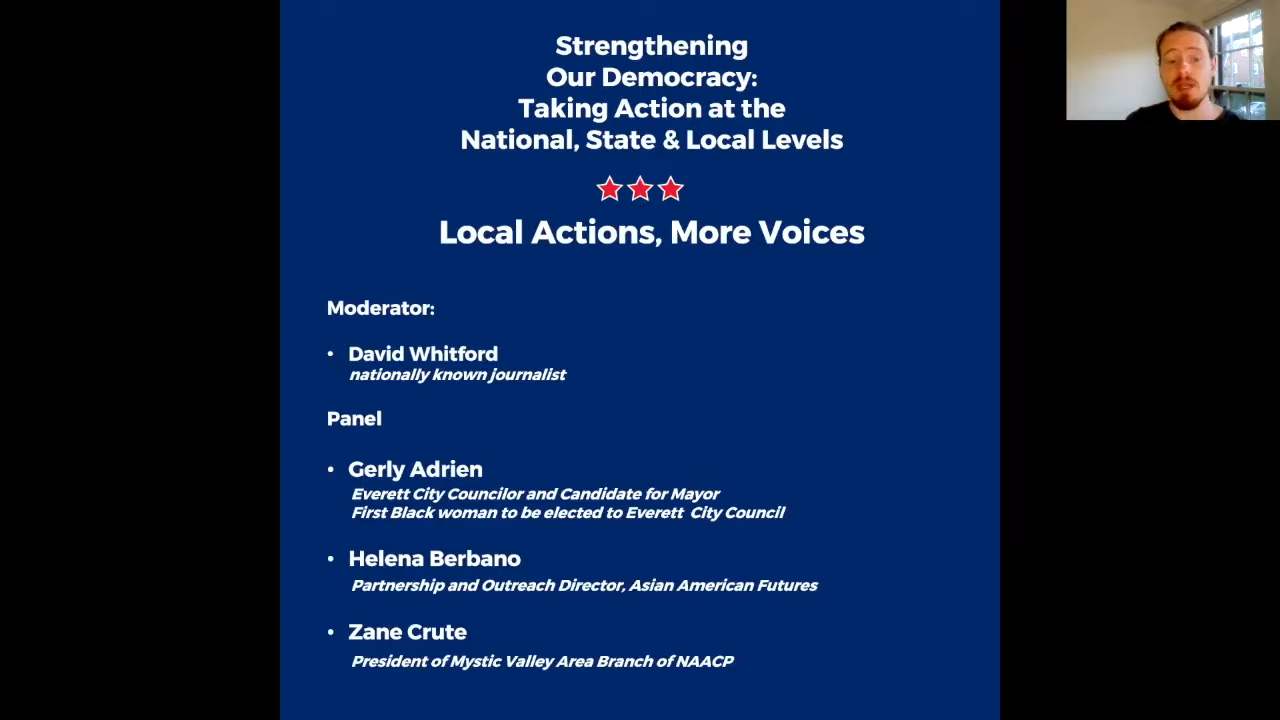 Strengthening
Our Democracy:
Taking Action at the
National, State & Local Levels
Local Actions, More Voices
Moderator:
• David Whitford
nationally known journalist
Panel
• Gerly Adrien
Everett City Councilor and Candidate for Mayor
First Black woman to be elected to Everett City Council
• Helena Berbano
Partnership and Outreach Director, Asian American Futures
• Zane Crute
President of Mystic Valley Area Branch of NAACP